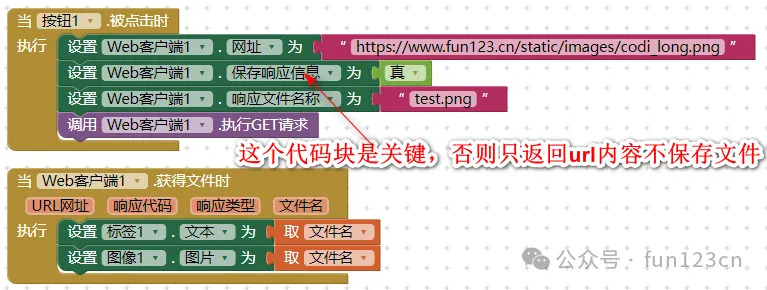 当 按钮1 .被点击时
执行 设置 Web客户端1 . 网址 为 “ https://www.fun123.cn/static/images/codi_long.png ”
设置 Web客户端1 . 保存响应信息 为 真
设置 Web客户端1 . 响应文件名称 为 “ test.png ”
调用 Web客户端1 .执行GET请求
这个代码块是关键，否则只返回url内容不保存文件
当 Web客户端1 .获得文件时
URL网址 响应代码 响应类型 文件名
执行 设置 标签1 . 文本 为 取 文件名
设置 图像1 . 图片 为 取 文件名
公众号 · fun123cn